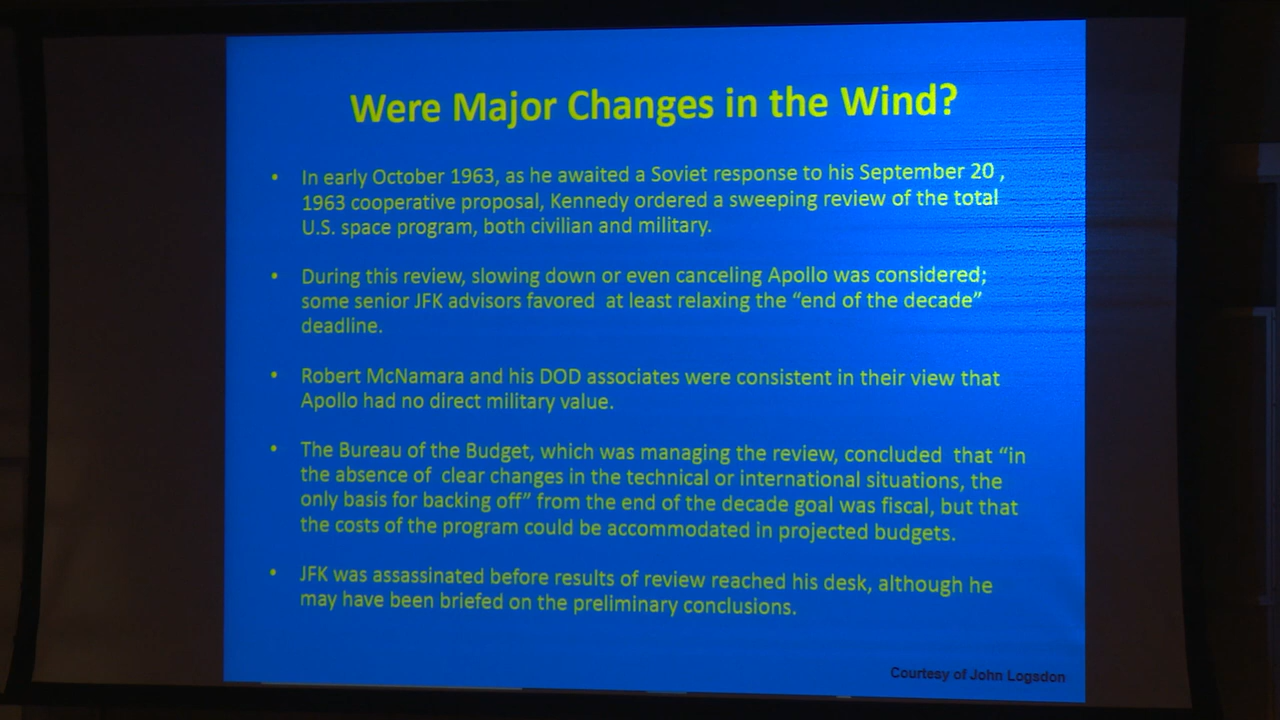 Were Major Changes in the Wind?
• In early October 1963, as he awaited a Soviet response to his September 20 ,
1963 cooperative proposal, Kennedy ordered a sweeping review of the total
U.S. space program, both civilian and military.
• During this review, slowing down or even canceling Apollo was considered;
some senior JFK advisors favored at least relaxing the “end of the decade”
deadline.
• Robert McNamara and his DOD associates were consistent in their view that
Apollo had no direct military value.
• The Bureau of the Budget, which was managing the review, concluded that “in
the absence of clear changes in the technical or international situations, the
only basis for backing off” from the end of the decade goal was fiscal, but that
the costs of the program could be accommodated in projected budgets.
• JFK was assassinated before results of review reached his desk, although he
may have been briefed on the preliminary conclusions.
Courtesy of John Logsdon